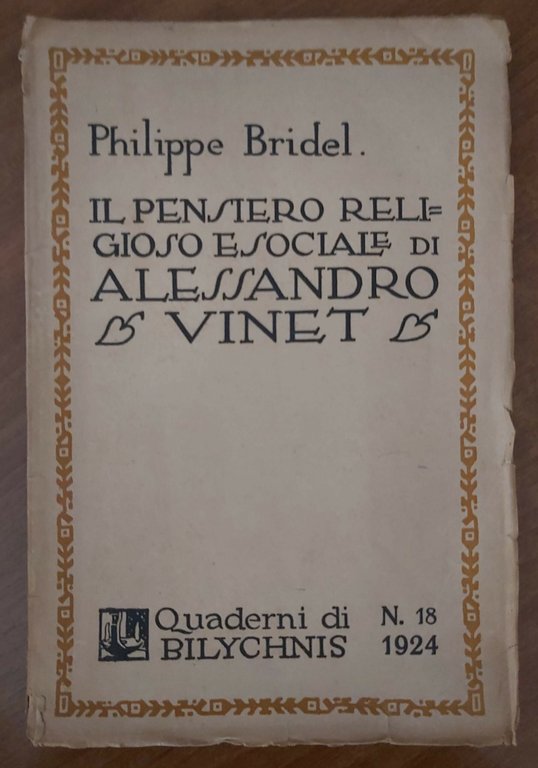 Philippe Bridel.
IL PENSIERO RELI=
GIOSO E SOCIALE DI
ALESSANDRO
VINET
Quaderni di N. 18
BILYCHNIS 1924